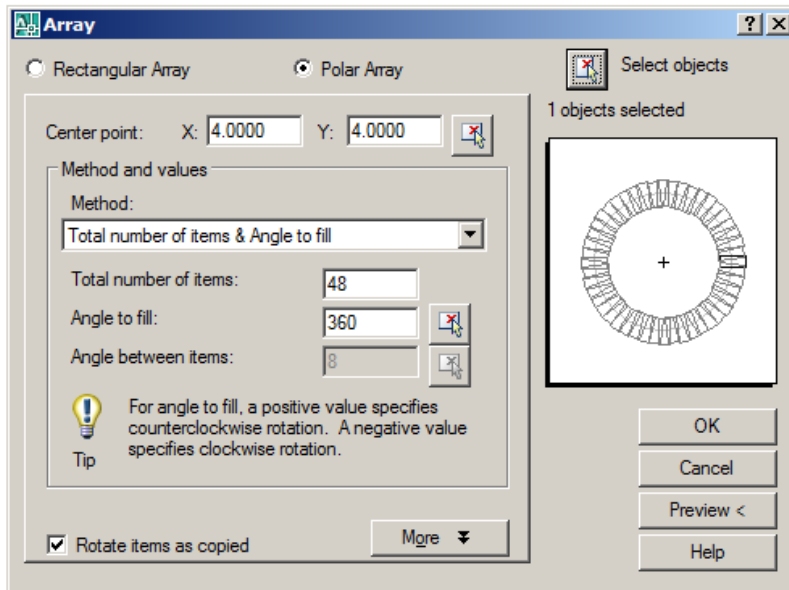 Array
Rectangular Array
Polar Array
Select objects
1 objects selected
Center point: X: 4.0000 Y: 4.0000
Method and values
Method:
Total number of items & Angle to fill
Total number of items: 48
Angle to fill: 360
Angle between items: 8
For angle to fill, a positive value specifies
counterclockwise rotation. A negative value
specifies clockwise rotation.
Tip
Rotate items as copied
More
OK
Cancel
Preview <
Help